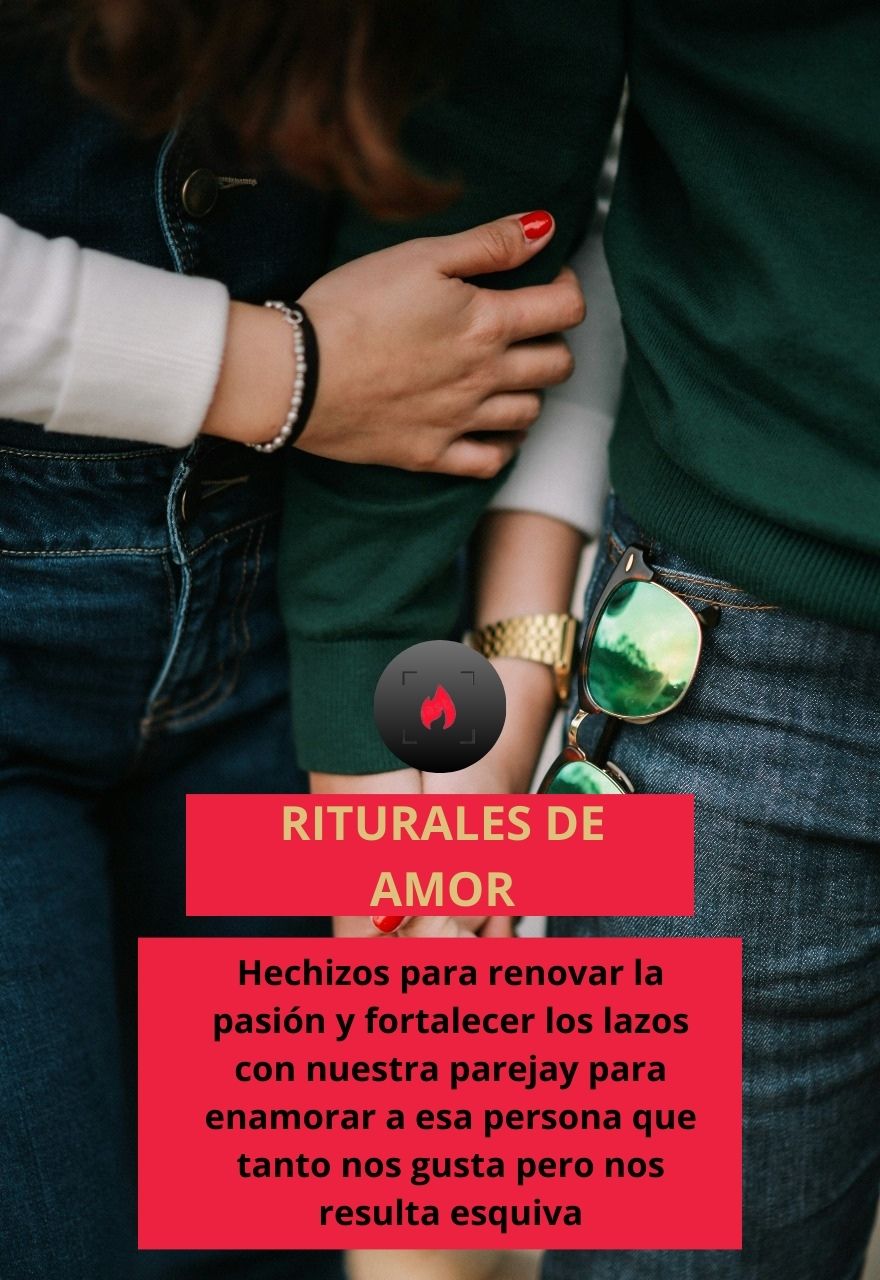 RITURALES DE
AMOR
Hechizos para renovar la
pasión y fortalecer los lazos
con nuestra parejay para
enamorar a esa persona que
tanto nos gusta pero nos
resulta esquiva